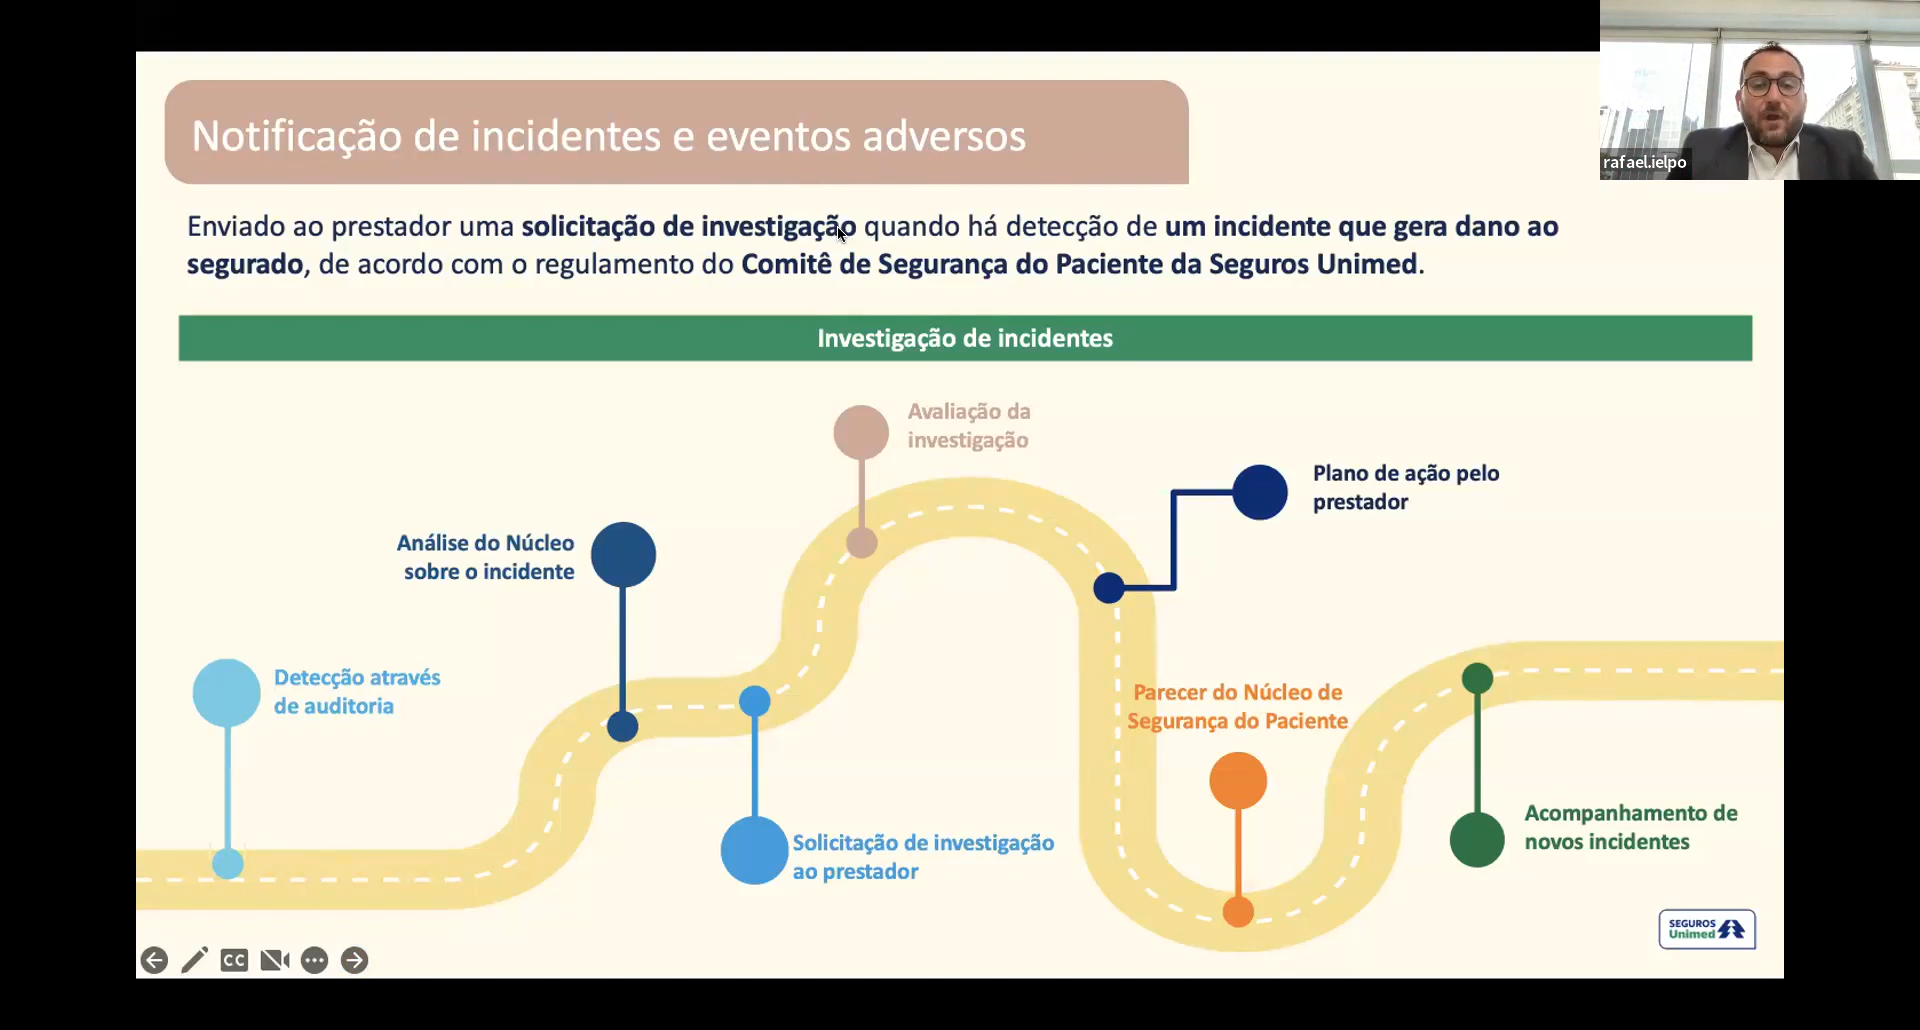 Notificação de incidentes e eventos adversos
rafael.ielpo
Enviado ao prestador uma solicitação de investigação quando há detecção de um incidente que gera dano ao
segurado, de acordo com o regulamento do Comitê de Segurança do Paciente da Seguros Unimed.
Investigação de incidentes
Avaliação da
investigação
Plano de ação pelo
prestador
Análise do Núcleo
sobre o incidente
Detecção através
de auditoria
Parecer do Núcleo de
Segurança do Paciente
Solicitação de investigação
ao prestador
Acompanhamento de
novos incidentes
SEGUROS
Unimed
CC